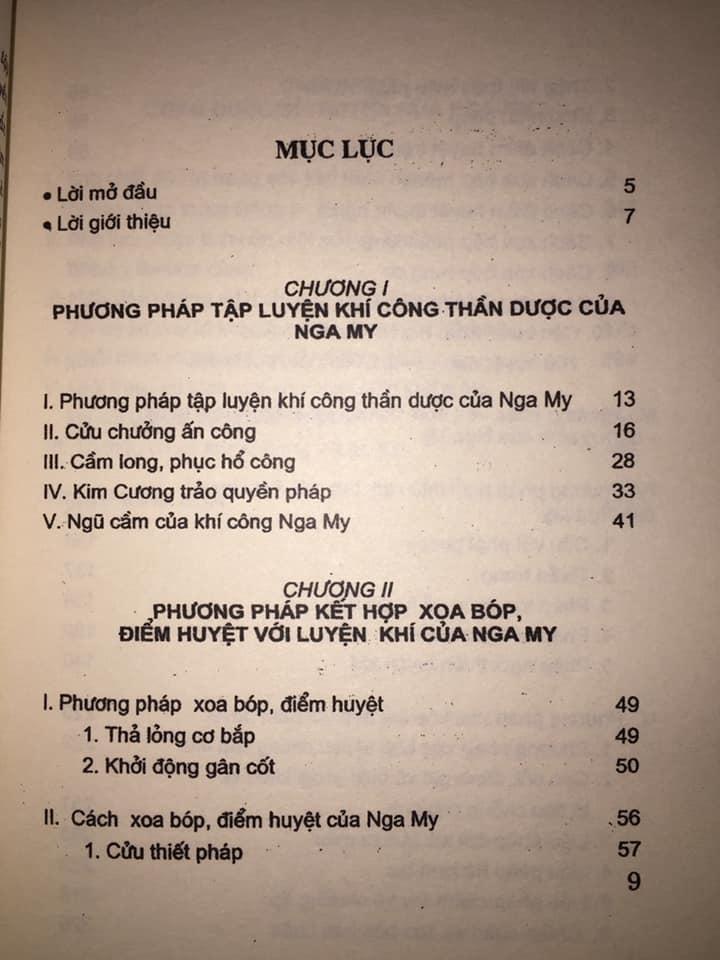 MỤC LỤC
• Lời mở đầu 5
• Lời giới thiệu 7
CHƯƠNG I
PHƯƠNG PHÁP TẬP LUYỆN KHÍ CÔNG THẦN DƯỢC CỦA
NGA MY
I. Phương pháp tập luyện khí công thần dược của Nga My 13
II. Cửu chưởng ấn công 16
III. Cầm long, phục hổ công 28
IV. Kim Cương trảo quyền pháp 33
V. Ngũ cầm của khí công Nga My 41
CHƯƠNG II
PHƯƠNG PHÁP KẾT HỢP XOA BÓP,
ĐIỂM HUYỆT VỚI LUYỆN KHÍ CỦA NGA MY
I. Phương pháp xoa bóp, điểm huyệt 49
1. Thả lỏng cơ bắp 49
2. Khởi động gân cốt 50
II. Cách xoa bóp, điểm huyệt của Nga My 56
1. Cửu thiết pháp 57
9